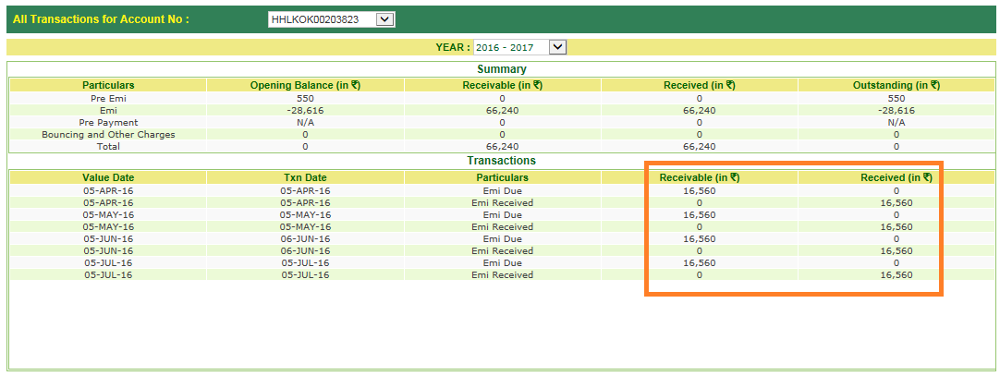 All Transactions for Account No : HHLKOK00203823
YEAR : 2016 - 2017
Summary
Particulars Opening Balance (in ₹) Receivable (in ₹) Received (in ₹) Outstanding (in ₹)
Pre Emi 550 0 0 550
Emi -28,616 66,240 66,240 -28,616
Pre Payment N/A 0 0 N/A
Bouncing and Other Charges 0 0 0 0
Total 0 66,240 66,240 0
Transactions
Value Date Txn Date Particulars Receivable (in ₹) Received (in ₹)
05-APR-16 05-APR-16 Emi Due 16,560 0
05-APR-16 05-APR-16 Emi Received 0 16,560
05-MAY-16 05-MAY-16 Emi Due 16,560 0
05-MAY-16 05-MAY-16 Emi Received 0 16,560
05-JUN-16 06-JUN-16 Emi Due 16,560 0
05-JUN-16 06-JUN-16 Emi Received 0 16,560
05-JUL-16 05-JUL-16 Emi Due 16,560 0
05-JUL-16 05-JUL-16 Emi Received 0 16,560